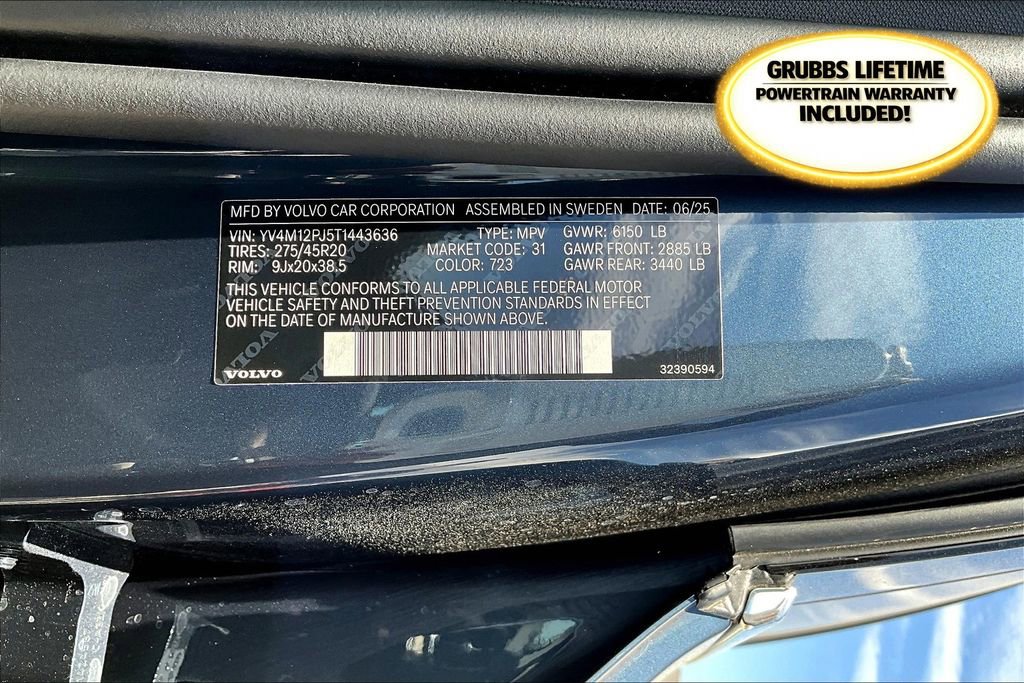 GRUBBS LIFETIME
POWERTRAIN WARRANTY
INCLUDED!
MFD BY VOLVO CAR CORPORATION ASSEMBLED IN SWEDEN DATE: 06/25
VIN: YV4M12PJ5T1443636 TYPE: MPV GVWR: 6150 LB
TIRES: 275/45R20 MARKET CODE: 31 GAWR FRONT: 2885 LB
RIM: 9Jx20x38.5 COLOR: 723 GAWR REAR: 3440 LB
THIS VEHICLE CONFORMS TO ALL APPLICABLE FEDERAL MOTOR
VEHICLE SAFETY AND THEFT PREVENTION STANDARDS IN EFFECT
ON THE DATE OF MANUFACTURE SHOWN ABOVE.
VOLVO
32390594